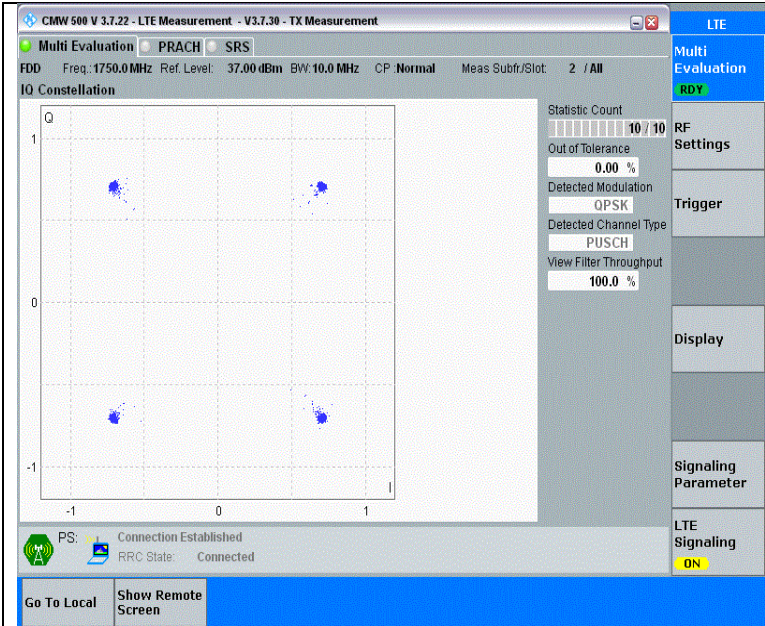 CMW 500 V 3.7.22 - LTE Measurement - V3.7.30 - TX Measurement
LTE
Multi Evaluation PRACH SRS
FDD Freq.: 1750.0 MHz Ref. Level: 37.00 dBm BW: 10.0 MHz CP : Normal Meas Subfr./Slot: 2 / All
IQ Constellation
Q
1
0
-1
-1 0 1
I
Statistic Count
10 / 10
Out of Tolerance
0.00 %
Detected Modulation
QPSK
Detected Channel Type
PUSCH
View Filter Throughput
100.0 %
PS: Connection Established
RRC State: Connected
Multi
Evaluation
RDY
RF
Settings
Trigger
Display
Signaling
Parameter
LTE
Signaling
ON
Go To Local
Show Remote
Screen